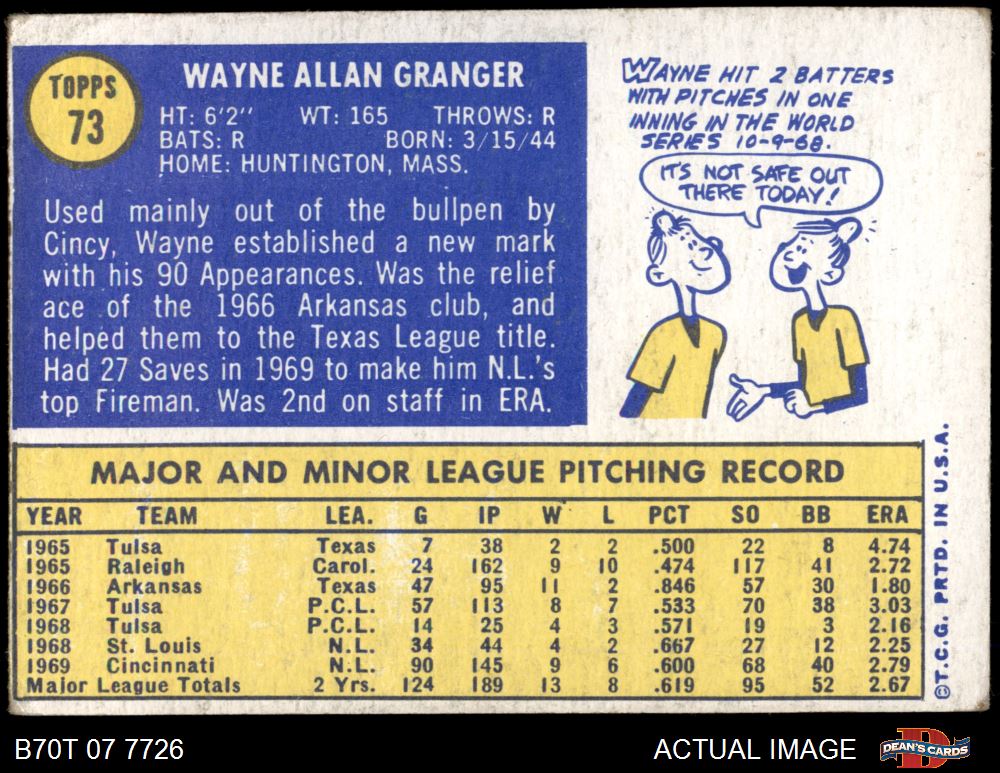 TOPPS
73
WAYNE ALLAN GRANGER
HT: 6'2" WT: 165 THROWS: R
BATS: R BORN: 3/15/44
HOME: HUNTINGTON, MASS.
Used mainly out of the bullpen by
Cincy, Wayne established a new mark
with his 90 Appearances. Was the relief
ace of the 1966 Arkansas club, and
helped them to the Texas League title.
Had 27 Saves in 1969 to make him N.L.'s
top Fireman. Was 2nd on staff in ERA.
WAYNE HIT 2 BATTERS
WITH PITCHES IN ONE
INNING IN THE WORLD
SERIES 10-9-68.
IT'S NOT SAFE OUT
THERE TODAY!
MAJOR AND MINOR LEAGUE PITCHING RECORD
YEAR TEAM LEA. G IP W L PCT SO BB ERA
1965 Tulsa Texas 7 38 2 2 .500 22 8 4.74
1965 Raleigh Carol. 24 162 9 10 .474 117 41 2.72
1966 Arkansas Texas 47 95 11 2 .846 57 30 1.80
1967 Tulsa P.C.L. 57 113 8 7 .533 70 38 3.03
1968 Tulsa P.C.L. 14 25 4 3 .571 19 3 2.16
1968 St. Louis N.L. 34 44 4 2 .667 27 12 2.25
1969 Cincinnati N.L. 90 145 9 6 .600 68 40 2.79
Major League Totals 2 Yrs. 124 189 13 8 .619 95 52 2.67
©T.C.G. PRTD. IN U.S.A.
B70T 07 7726
ACTUAL IMAGE
DEAN'S CARDS